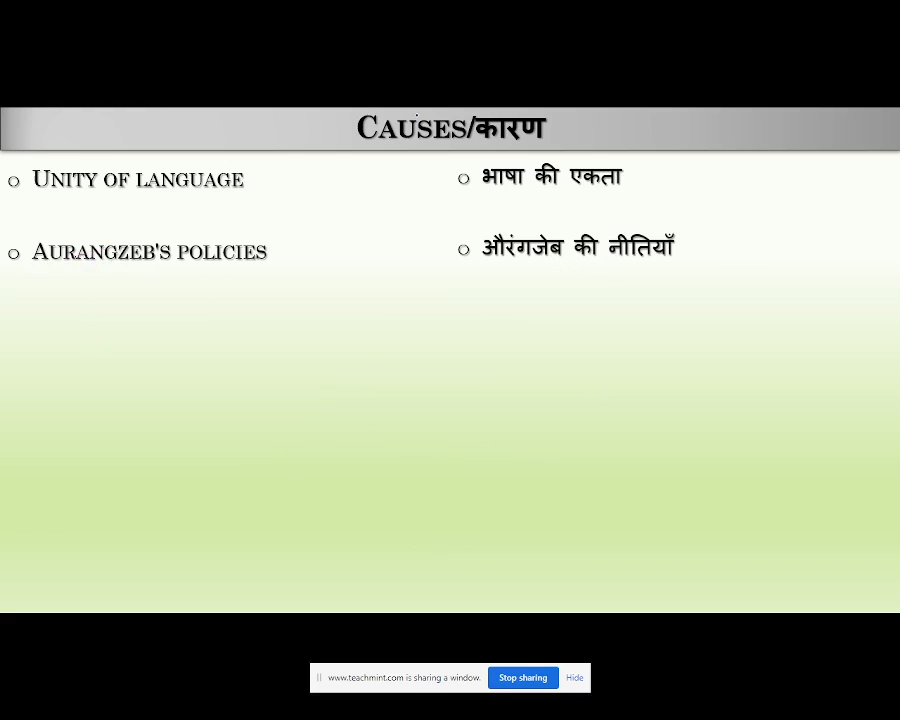 Causes/कारण
Unity of language
भाषा की एकता
Aurangzeb's policies
औरंगजेब की नीतियाँ
www.teachmint.com is sharing a window.
Stop sharing
Hide